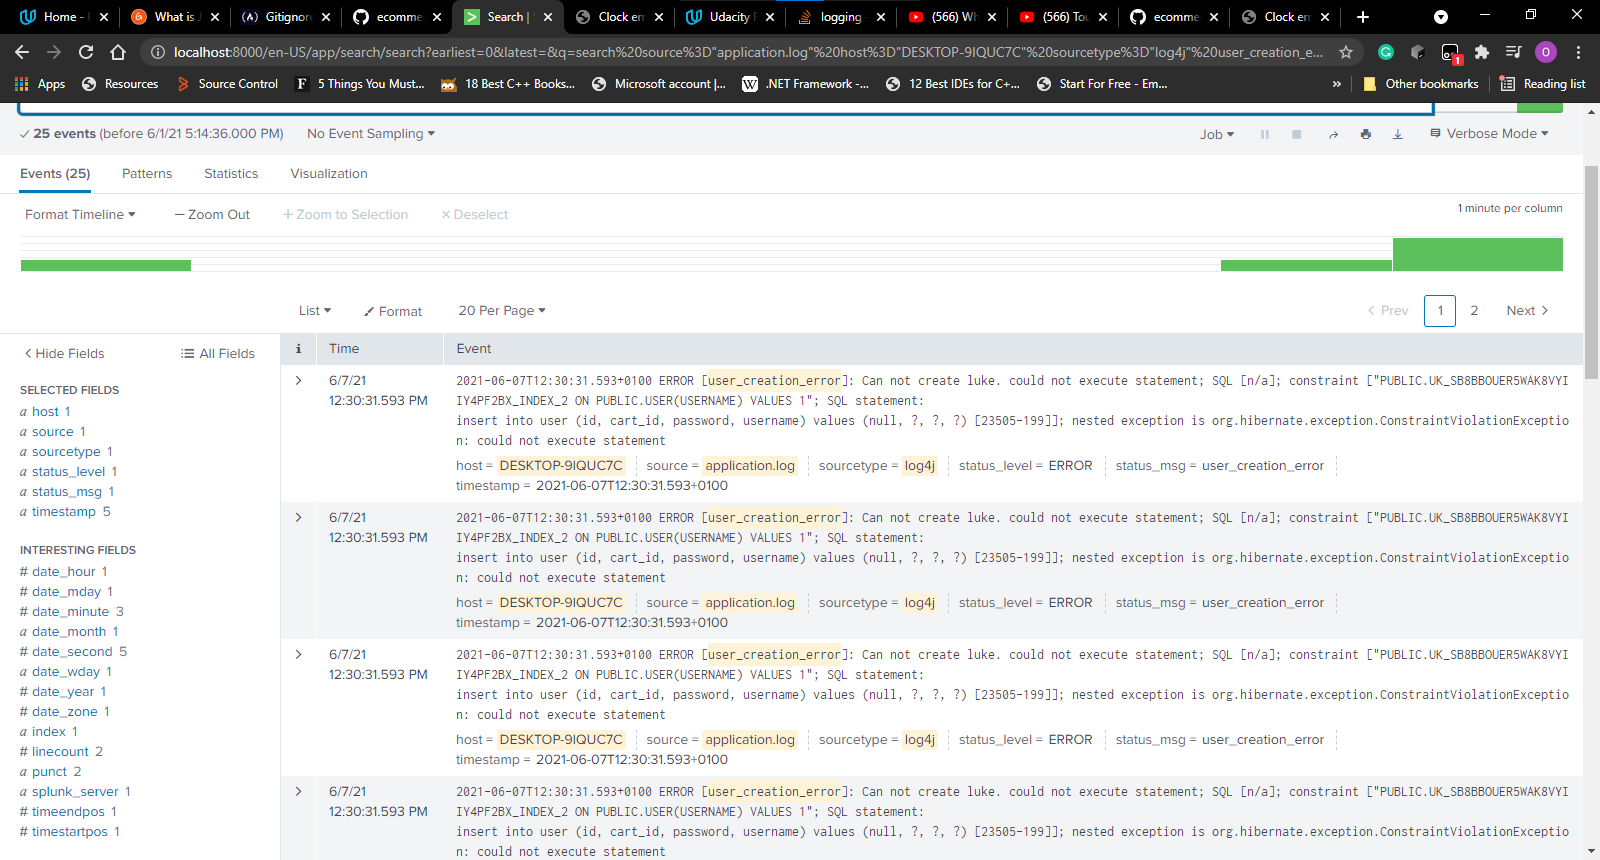 Home - What is Gitignore ecomme Search | S Clock err Udacity logging (566) Wh (566) Tou ecomme Clock err
localhost:8000/en-US/app/search/search?earliest=0&latest=&q=search%20source%3D"application.log"%20host%3D"DESKTOP-9IQUC7C"%20sourcetype%3D"log4j"%20user_creation_e... 1 O
Apps Resources Source Control 5 Things You Must... 18 Best C++ Books... Microsoft account |... .NET Framework -... 12 Best IDEs for C+... Start For Free - Em... » Other bookmarks Reading list
25 events (before 6/1/21 5:14:36.000 PM) No Event Sampling Job Verbose Mode
Events (25) Patterns Statistics Visualization
Format Timeline — Zoom Out + Zoom to Selection × Deselect 1 minute per column
List Format 20 Per Page < Prev 1 2 Next >
< Hide Fields All Fields i Time Event
SELECTED FIELDS
a host 1
a source 1
a sourcetype 1
a status_level 1
a status_msg 1
a timestamp 5
INTERESTING FIELDS
# date_hour 1
# date_mday 1
# date_minute 3
a date_month 1
# date_second 5
a date_wday 1
# date_year 1
# date_zone 1
a index 1
# linecount 2
a punct 2
a splunk_server 1
# timeendpos 1
# timestartpos 1
> 6/7/21 2021-06-07T12:30:31.593+0100 ERROR [user_creation_error]: Can not create luke. could not execute statement; SQL [n/a]; constraint ["PUBLIC.UK_SB8BBOUER5WAK8VYI
12:30:31.593 PM IY4PF2BX_INDEX_2 ON PUBLIC.USER(USERNAME) VALUES 1"; SQL statement:
insert into user (id, cart_id, password, username) values (null, ?, ?, ?) [23505-199]]; nested exception is org.hibernate.exception.ConstraintViolationExceptio
n: could not execute statement
host = DESKTOP-9IQUC7C source = application.log sourcetype = log4j status_level = ERROR status_msg = user_creation_error
timestamp = 2021-06-07T12:30:31.593+0100
> 6/7/21 2021-06-07T12:30:31.593+0100 ERROR [user_creation_error]: Can not create luke. could not execute statement; SQL [n/a]; constraint ["PUBLIC.UK_SB8BBOUER5WAK8VYI
12:30:31.593 PM IY4PF2BX_INDEX_2 ON PUBLIC.USER(USERNAME) VALUES 1"; SQL statement:
insert into user (id, cart_id, password, username) values (null, ?, ?, ?) [23505-199]]; nested exception is org.hibernate.exception.ConstraintViolationExceptio
n: could not execute statement
host = DESKTOP-9IQUC7C source = application.log sourcetype = log4j status_level = ERROR status_msg = user_creation_error
timestamp = 2021-06-07T12:30:31.593+0100
> 6/7/21 2021-06-07T12:30:31.593+0100 ERROR [user_creation_error]: Can not create luke. could not execute statement; SQL [n/a]; constraint ["PUBLIC.UK_SB8BBOUER5WAK8VYI
12:30:31.593 PM IY4PF2BX_INDEX_2 ON PUBLIC.USER(USERNAME) VALUES 1"; SQL statement:
insert into user (id, cart_id, password, username) values (null, ?, ?, ?) [23505-199]]; nested exception is org.hibernate.exception.ConstraintViolationExceptio
n: could not execute statement
host = DESKTOP-9IQUC7C source = application.log sourcetype = log4j status_level = ERROR status_msg = user_creation_error
timestamp = 2021-06-07T12:30:31.593+0100
> 6/7/21 2021-06-07T12:30:31.593+0100 ERROR [user_creation_error]: Can not create luke. could not execute statement; SQL [n/a]; constraint ["PUBLIC.UK_SB8BBOUER5WAK8VYI
12:30:31.593 PM IY4PF2BX_INDEX_2 ON PUBLIC.USER(USERNAME) VALUES 1"; SQL statement:
insert into user (id, cart_id, password, username) values (null, ?, ?, ?) [23505-199]]; nested exception is org.hibernate.exception.ConstraintViolationExceptio
n: could not execute statement